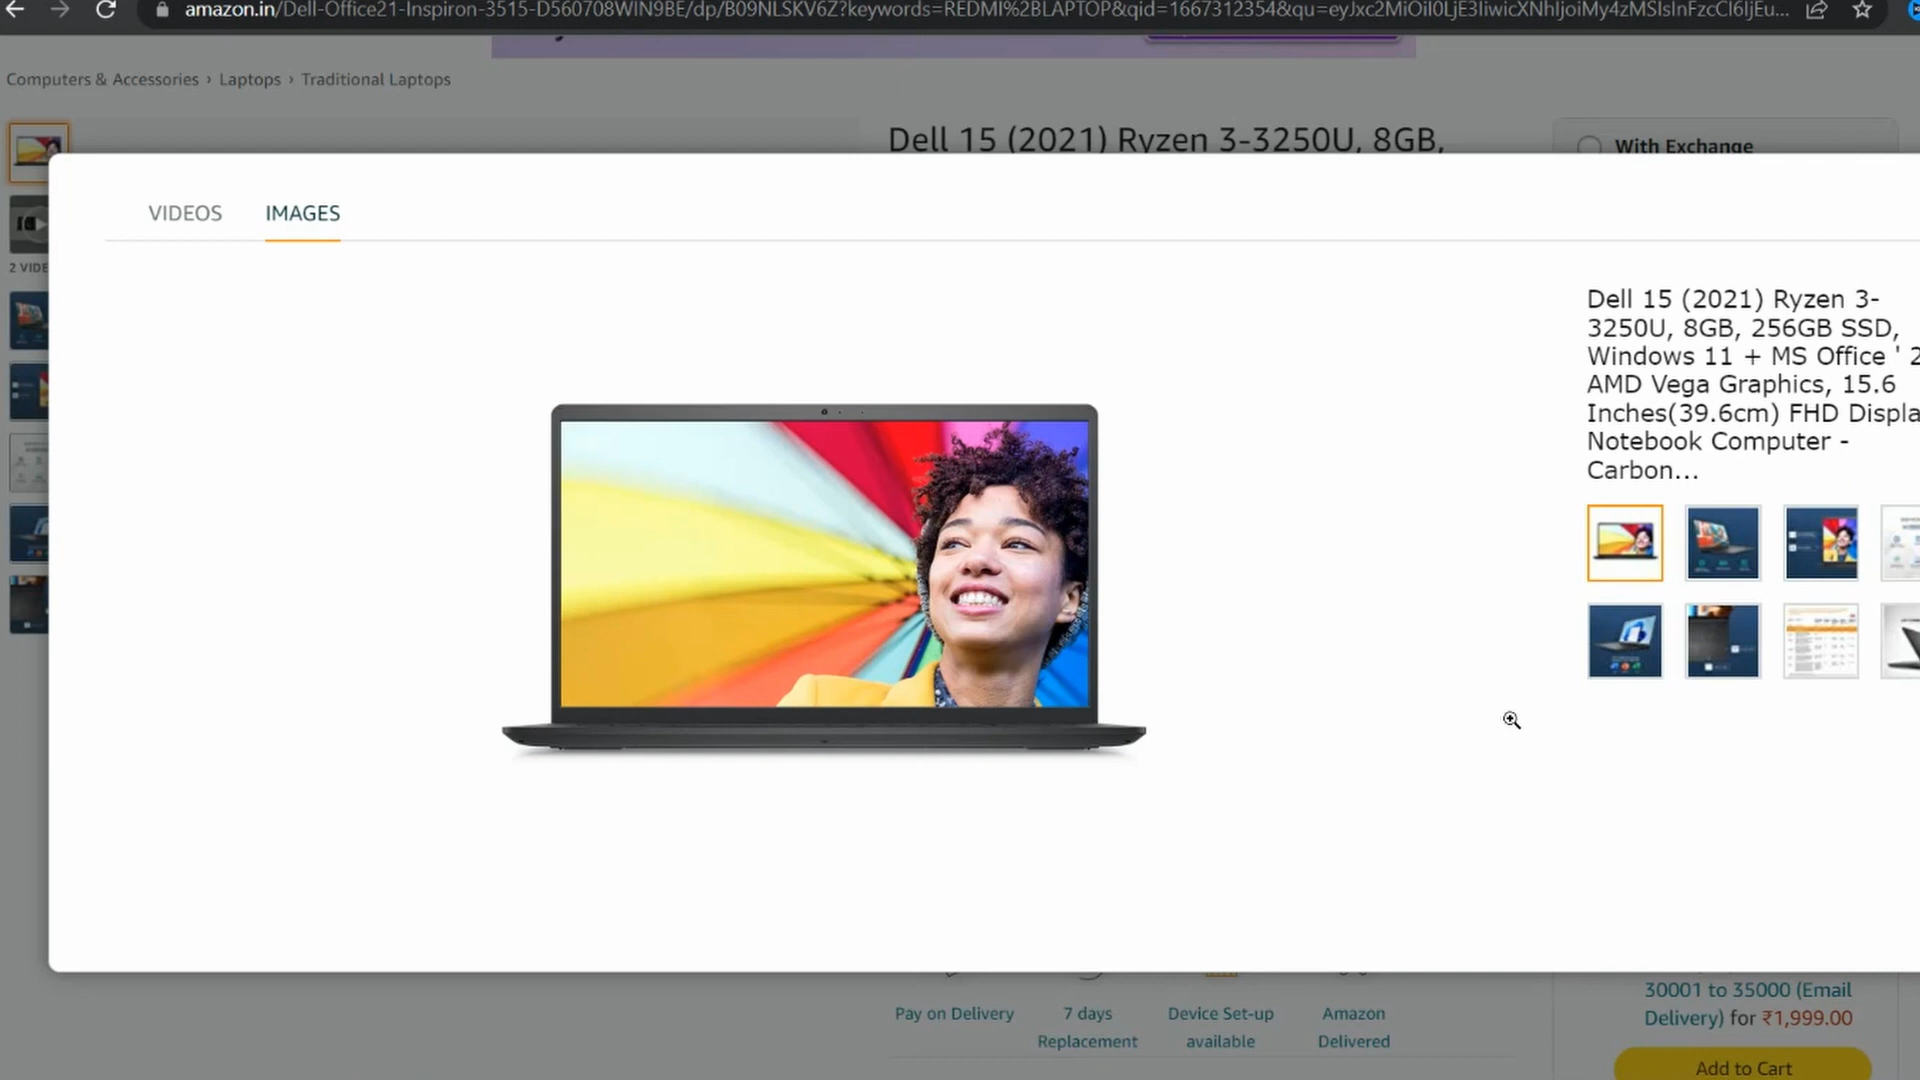 amazon.in/Dell-Office21-Inspiron-3515-D560708WIN9BE/dp/B09NLSKV6Z?keywords=REDMI%2BLAPTOP&qid=1667312354&qu=eyJxc2MiOiI0LjE3IiwicXNhIjoiMy4zMSIsInFzcCI6IjEu...
Computers & Accessories › Laptops › Traditional Laptops
Dell 15 (2021) Ryzen 3-3250U, 8GB,
With Exchange
VIDEOS IMAGES
2 VIDE
Dell 15 (2021) Ryzen 3-
3250U, 8GB, 256GB SSD,
Windows 11 + MS Office ' 2
AMD Vega Graphics, 15.6
Inches(39.6cm) FHD Displa
Notebook Computer -
Carbon...
Pay on Delivery
7 days
Replacement
Device Set-up
available
Amazon
Delivered
30001 to 35000 (Email
Delivery) for ₹1,999.00
Add to Cart